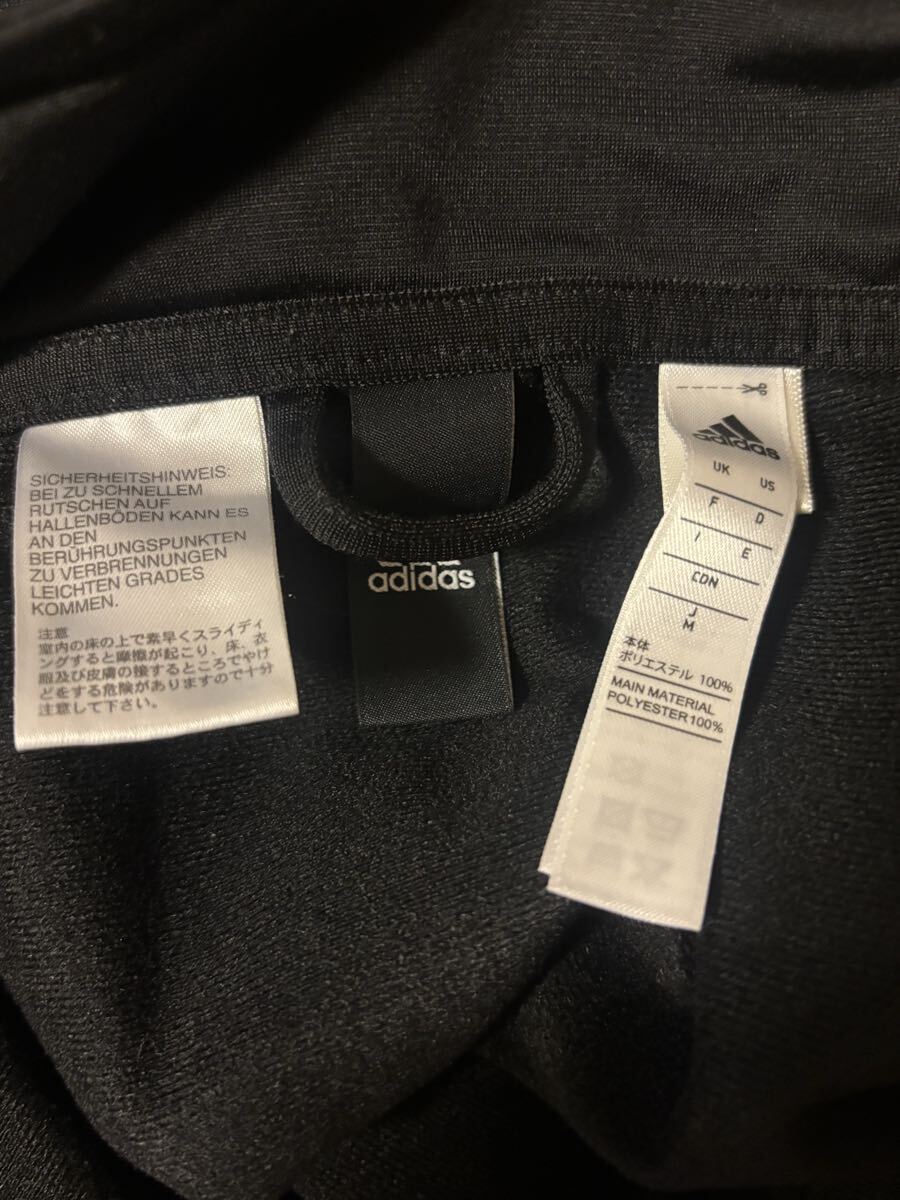 SICHERHEITSHINWEIS:
BEI ZU SCHNELLEM
RUTSCHEN AUF
HALLENBÖDEN KANN ES
AN DEN
BERÜHRUNGSPUNKTEN
ZU VERBRENNUNGEN
LEICHTEN GRADES
KOMMEN.
注意
室内の床の上で素早くスライディ
ングすると摩擦が起こり、床、衣
服及び皮膚の接するところでやけ
どをする危険がありますので十分
注意して下さい。
adidas
adidas
UK US
F D
I E
CDN
J
M
本体
ポリエステル 100%
MAIN MATERIAL
POLYESTER100%